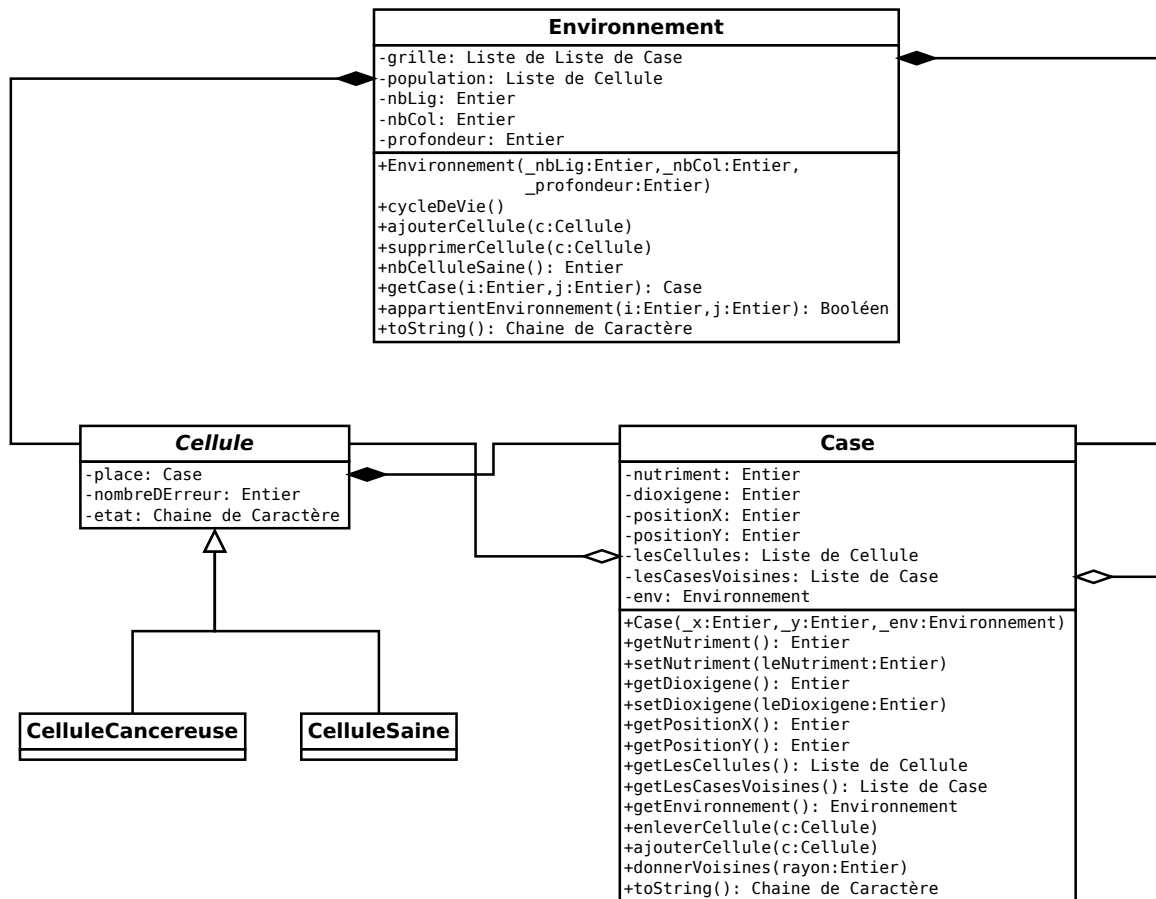 Environnement
-grille: Liste de Liste de Case
-population: Liste de Cellule
-nbLig: Entier
-nbCol: Entier
-profondeur: Entier
+Environnement(_nbLig:Entier,_nbCol:Entier,
_profondeur:Entier)
+cycleDeVie()
+ajouterCellule(c:Cellule)
+supprimerCellule(c:Cellule)
+nbCelluleSaine(): Entier
+getCase(i:Entier,j:Entier): Case
+appartientEnvironnement(i:Entier,j:Entier): Booléen
+toString(): Chaine de Caractère
Cellule
-place: Case
-nombreDErreur: Entier
-etat: Chaine de Caractère
Case
-nutriment: Entier
-dioxigene: Entier
-positionX: Entier
-positionY: Entier
-lesCellules: Liste de Cellule
-lesCasesVoisines: Liste de Case
-env: Environnement
+Case(_x:Entier,_y:Entier,_env:Environnement)
+getNutriment(): Entier
+setNutriment(leNutriment:Entier)
+getDioxigene(): Entier
+setDioxigene(leDioxigene:Entier)
+getPositionX(): Entier
+getPositionY(): Entier
+getLesCellules(): Liste de Cellule
+getLesCasesVoisines(): Liste de Case
+getEnvironnement(): Environnement
+enleverCellule(c:Cellule)
+ajouterCellule(c:Cellule)
+donnerVoisines(rayon:Entier)
+toString(): Chaine de Caractère
CelluleCancereuse
CelluleSaine